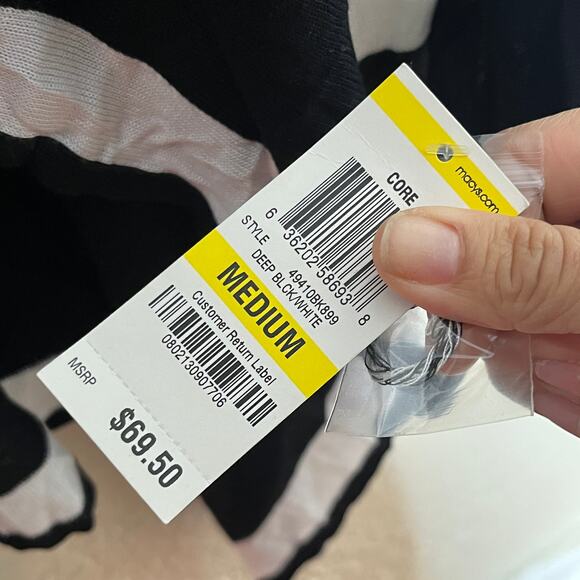 macys.com
CORE
6 36202 58693 8
STYLE 49410BK899
DEEP BLCK/WHITE
MEDIUM
Customer Return Label
0802130907706
MSRP
$69.50